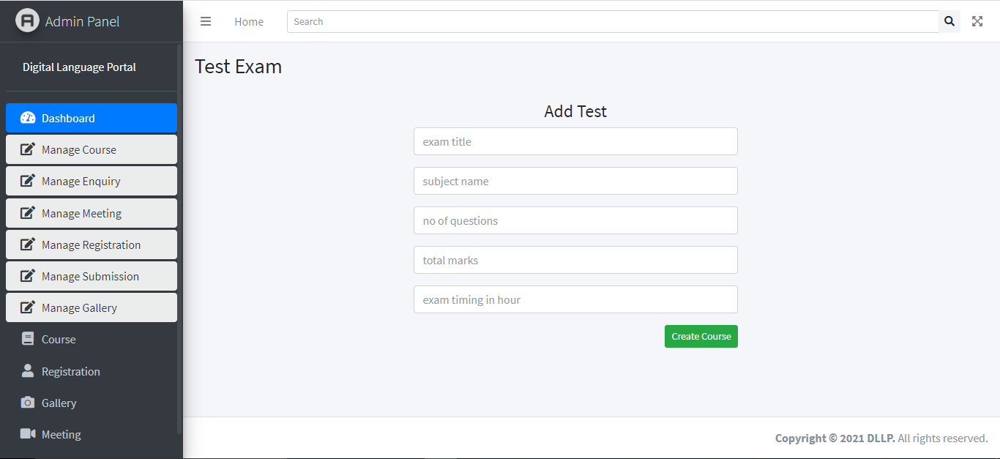 Admin Panel
Home
Search
Digital Language Portal
Dashboard
Manage Course
Manage Enquiry
Manage Meeting
Manage Registration
Manage Submission
Manage Gallery
Course
Registration
Gallery
Meeting
Test Exam
Add Test
exam title
subject name
no of questions
total marks
exam timing in hour
Create Course
Copyright © 2021 DLLP. All rights reserved.